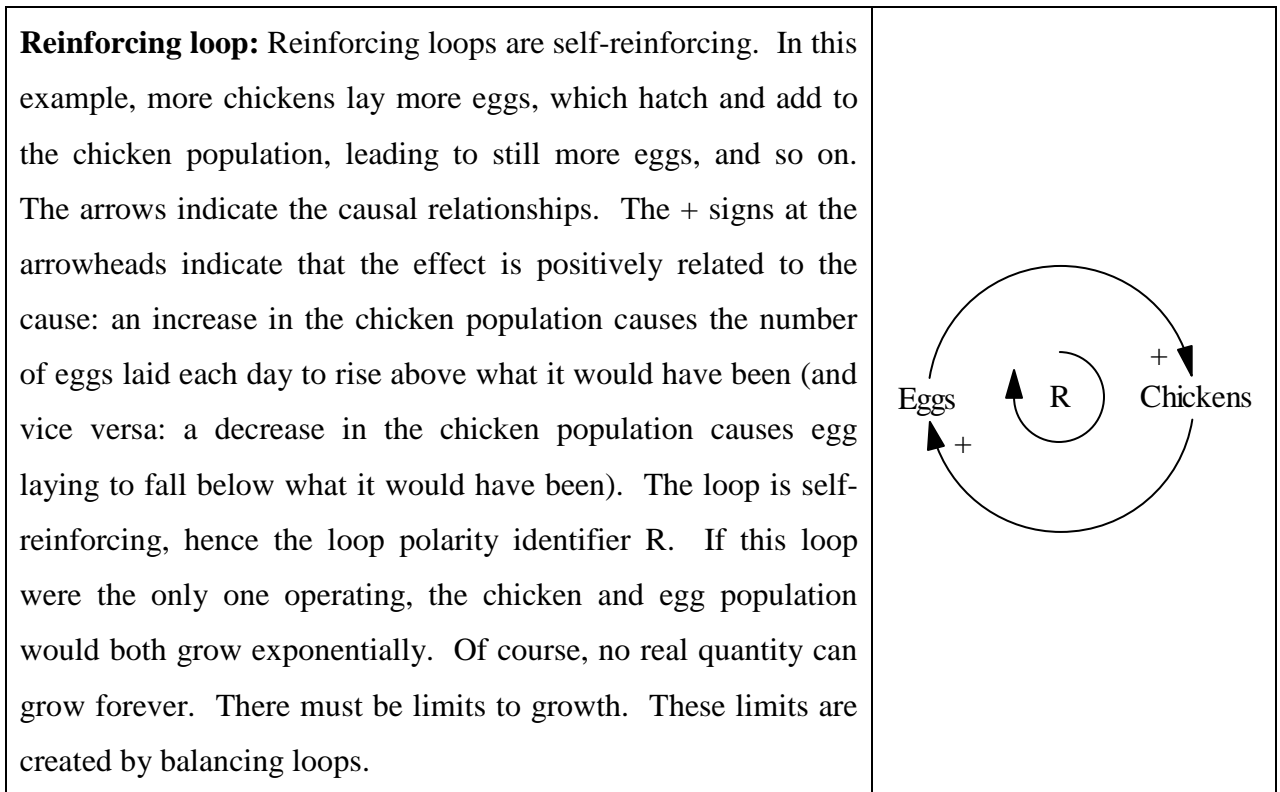 Reinforcing loop: Reinforcing loops are self-reinforcing. In this
example, more chickens lay more eggs, which hatch and add to
the chicken population, leading to still more eggs, and so on.
The arrows indicate the causal relationships. The + signs at the
arrowheads indicate that the effect is positively related to the
cause: an increase in the chicken population causes the number
of eggs laid each day to rise above what it would have been (and
vice versa: a decrease in the chicken population causes egg
laying to fall below what it would have been). The loop is self-
reinforcing, hence the loop polarity identifier R. If this loop
were the only one operating, the chicken and egg population
would both grow exponentially. Of course, no real quantity can
grow forever. There must be limits to growth. These limits are
created by balancing loops.
+
Eggs R Chickens
+